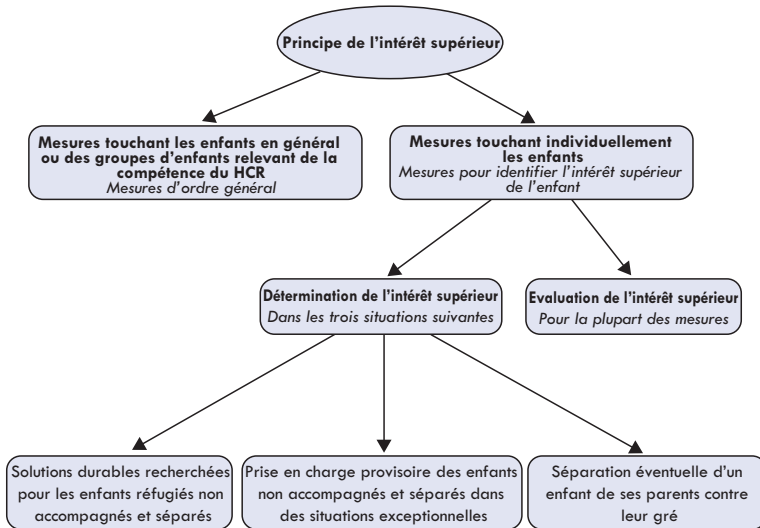 Principe de l'intérêt supérieur
Mesures touchant les enfants en général
ou des groupes d'enfants relevant de la
compétence du HCR
Mesures d'ordre général
Mesures touchant individuellement
les enfants
Mesures pour identifier l'intérêt supérieur
de l'enfant
Détermination de l'intérêt supérieur
Dans les trois situations suivantes
Evaluation de l'intérêt supérieur
Pour la plupart des mesures
Solutions durables recherchées
pour les enfants réfugiés non
accompagnés et séparés
Prise en charge provisoire des enfants
non accompagnés et séparés dans
des situations exceptionnelles
Séparation éventuelle d'un
enfant de ses parents contre
leur gré